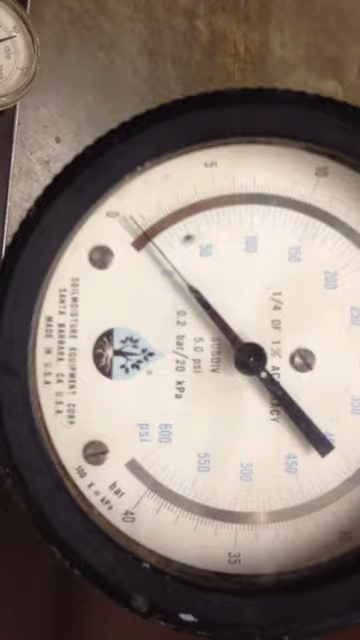 0
5
10
50
100
150
200
250
1/4 OF 1% ACCURACY
SUBDIV
5.0 psi
0.2 bar/20 kPa
SOILMOISTURE EQUIPMENT CORP.
SANTA BARBARA, CA U.S.A.
MADE IN U.S.A.
450
500
550
600
psi
35
40
bar
100 X = kPa